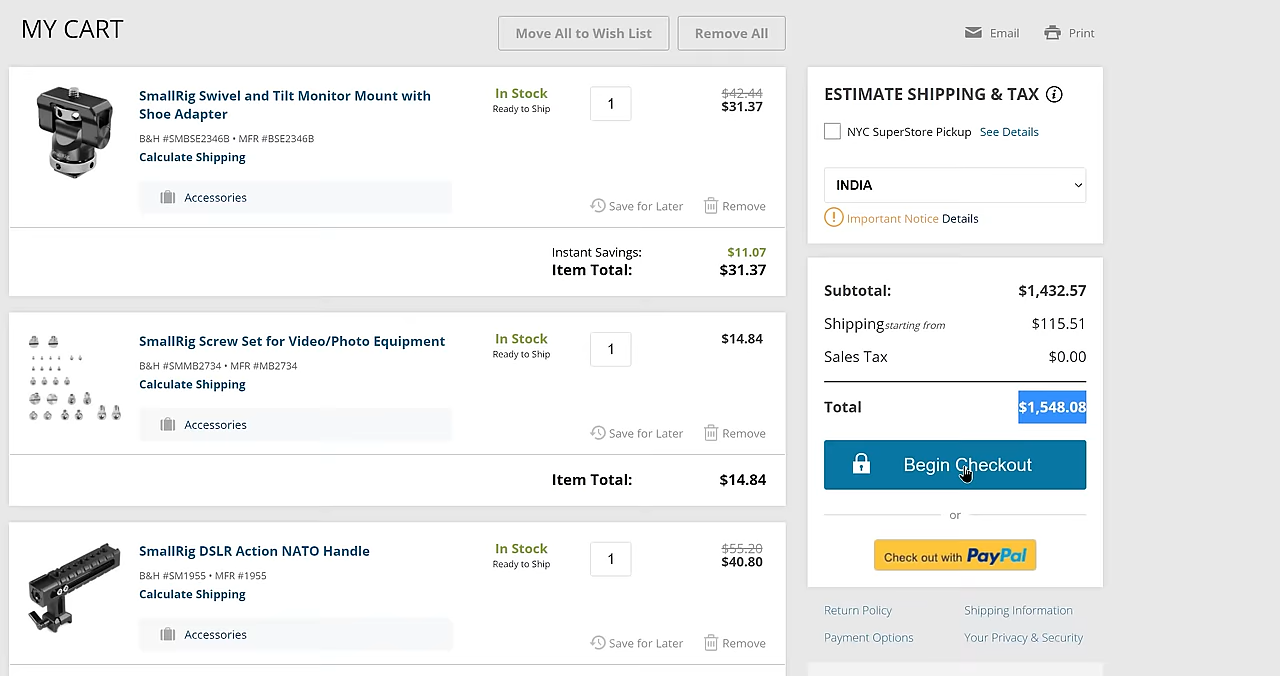 MY CART
Move All to Wish List
Remove All
Email
Print
SmallRig Swivel and Tilt Monitor Mount with
Shoe Adapter
B&H #SMBSE2346B • MFR #BSE2346B
Calculate Shipping
Accessories
In Stock
Ready to Ship
1
$42.44
$31.37
Save for Later
Remove
Instant Savings: $11.07
Item Total: $31.37
SmallRig Screw Set for Video/Photo Equipment
B&H #SMMB2734 • MFR #MB2734
Calculate Shipping
Accessories
In Stock
Ready to Ship
1
$14.84
Save for Later
Remove
Item Total: $14.84
SmallRig DSLR Action NATO Handle
B&H #SM1955 • MFR #1955
Calculate Shipping
Accessories
In Stock
Ready to Ship
1
$55.20
$40.80
Save for Later
Remove
ESTIMATE SHIPPING & TAX
NYC SuperStore Pickup See Details
INDIA
Important Notice Details
Subtotal: $1,432.57
Shipping starting from $115.51
Sales Tax $0.00
Total $1,548.08
Begin Checkout
or
Check out with PayPal
Return Policy
Shipping Information
Payment Options
Your Privacy & Security